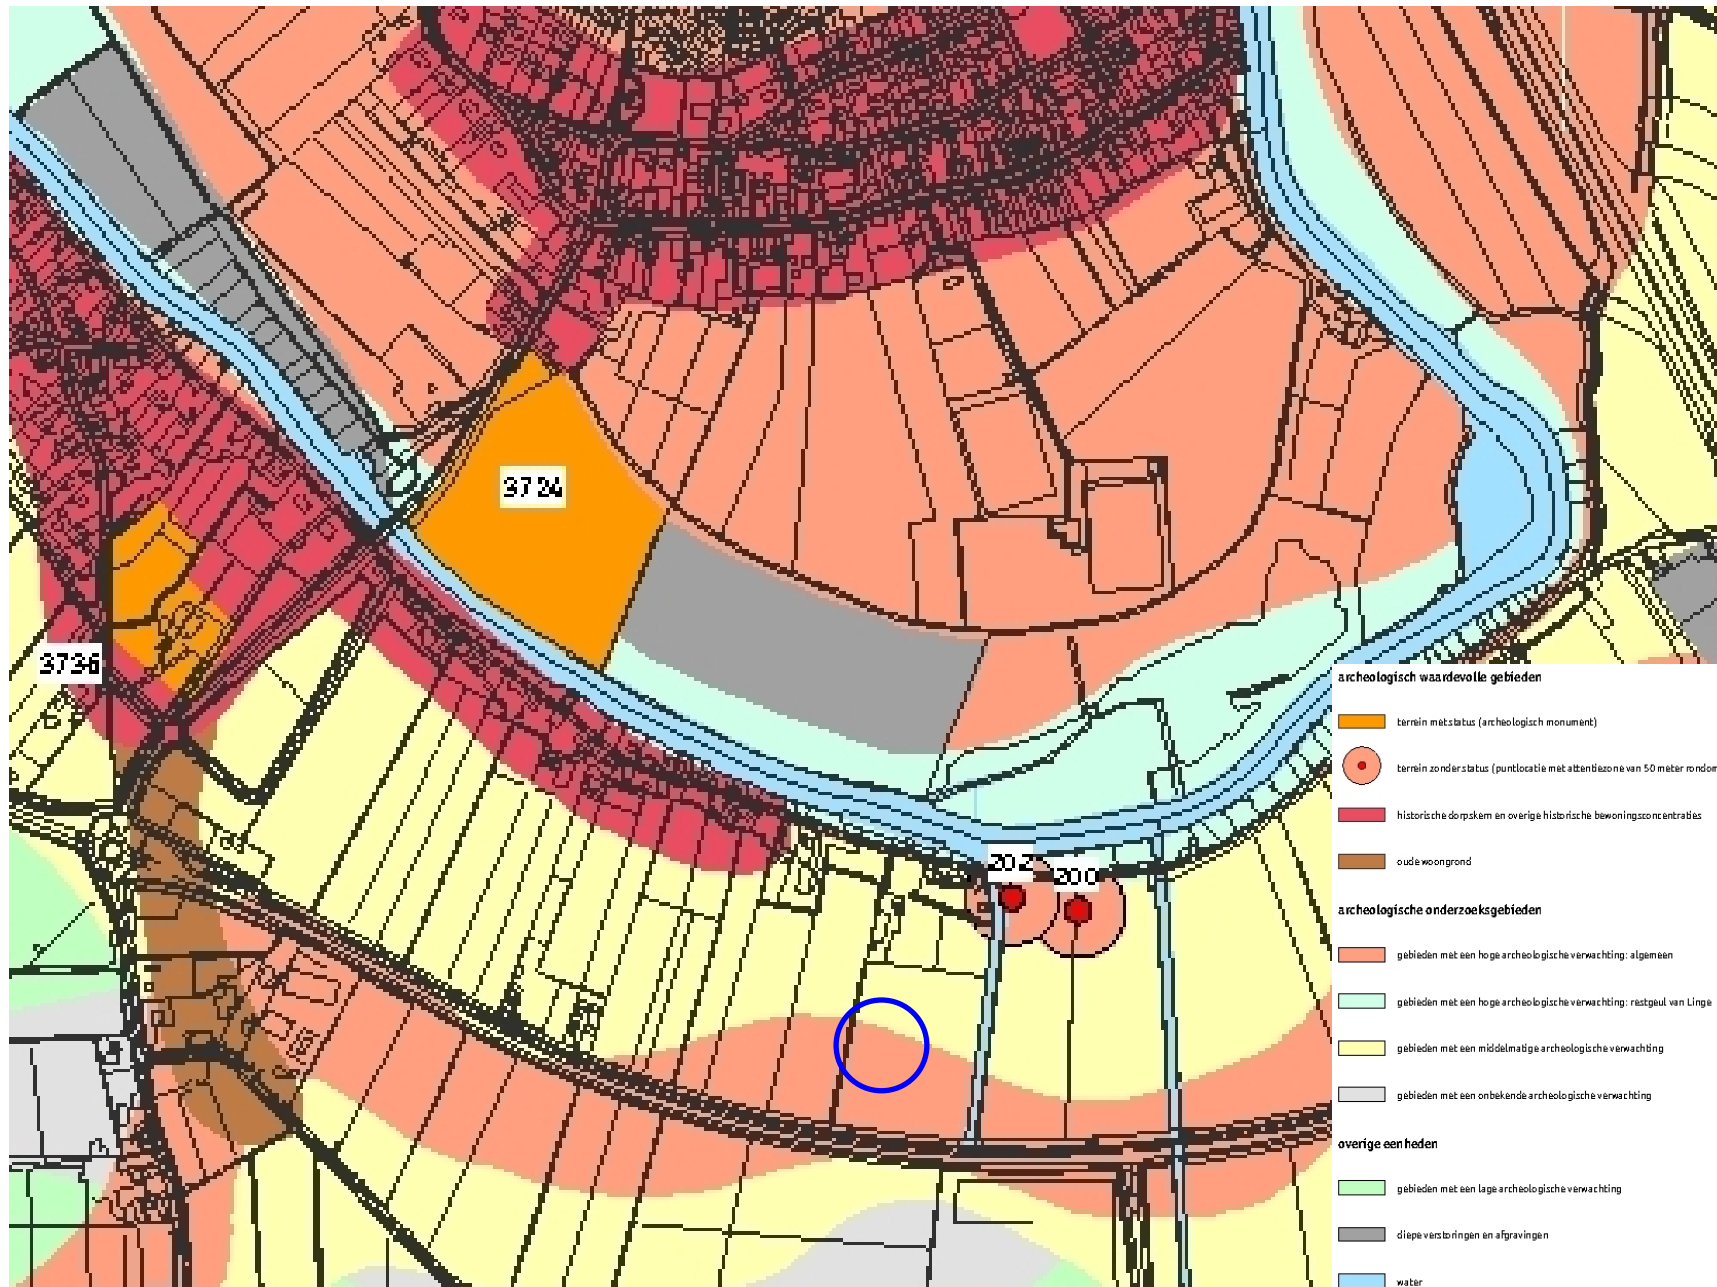 3724
3736
202
200
archeologisch waardevolle gebieden
terrein met status (archeologisch monument)
terrein zonder status (puntlocatie met attentiezone van 50 meter rondom
historische dorpskern en overige historische bewoningsconcentraties
oude woongrond
archeologische onderzoeksgebieden
gebieden met een hoge archeologische verwachting: algemeen
gebieden met een hoge archeologische verwachting: restgeul van Linge
gebieden met een middelmatige archeologische verwachting
gebieden met een onbekende archeologische verwachting
overige eenheden
gebieden met een lage archeologische verwachting
diepe verstoringen en afgravingen
water